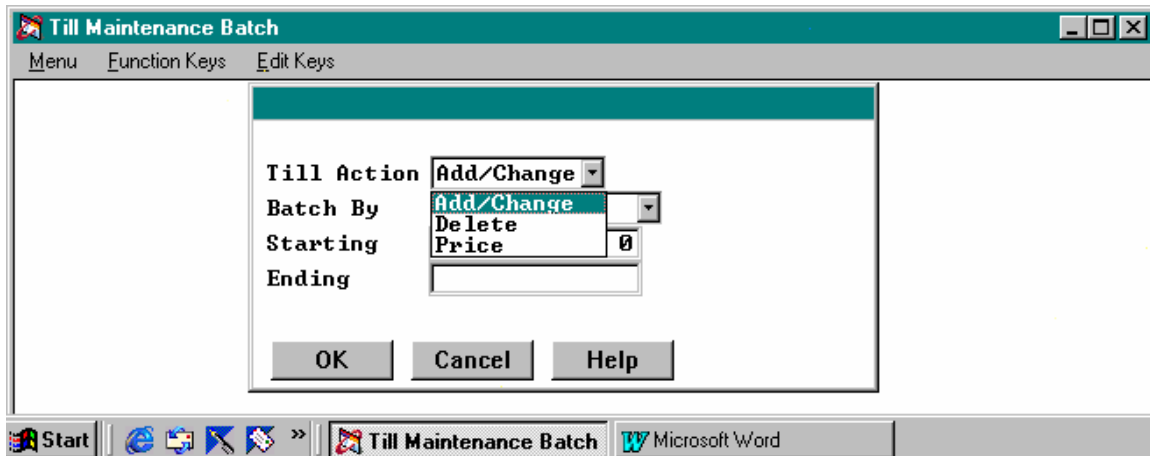 Till Maintenance Batch
Menu Function Keys Edit Keys
Till Action Add/Change
Batch By Add/Change
Delete
Starting Price 0
Ending
OK Cancel Help
Start » Till Maintenance Batch Microsoft Word